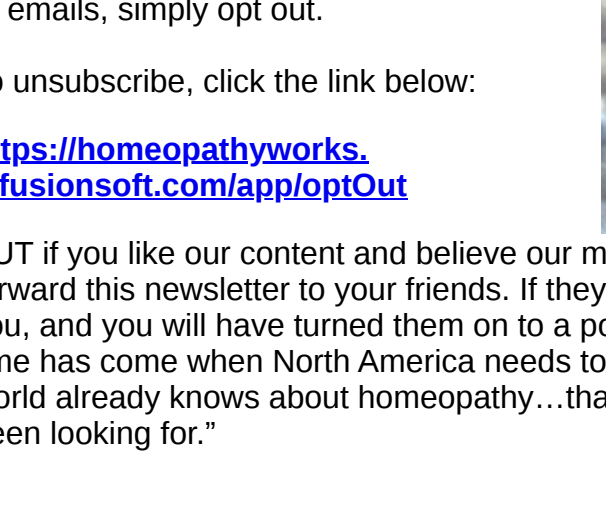 emails, simply opt out.
unsubscribe, click the link below:
tps://homeopathyworks.
fusionsoft.com/app/optOut
UT if you like our content and believe our m
rward this newsletter to your friends. If they
ou, and you will have turned them on to a po
me has come when North America needs to
orld already knows about homeopathy…tha
een looking for.”